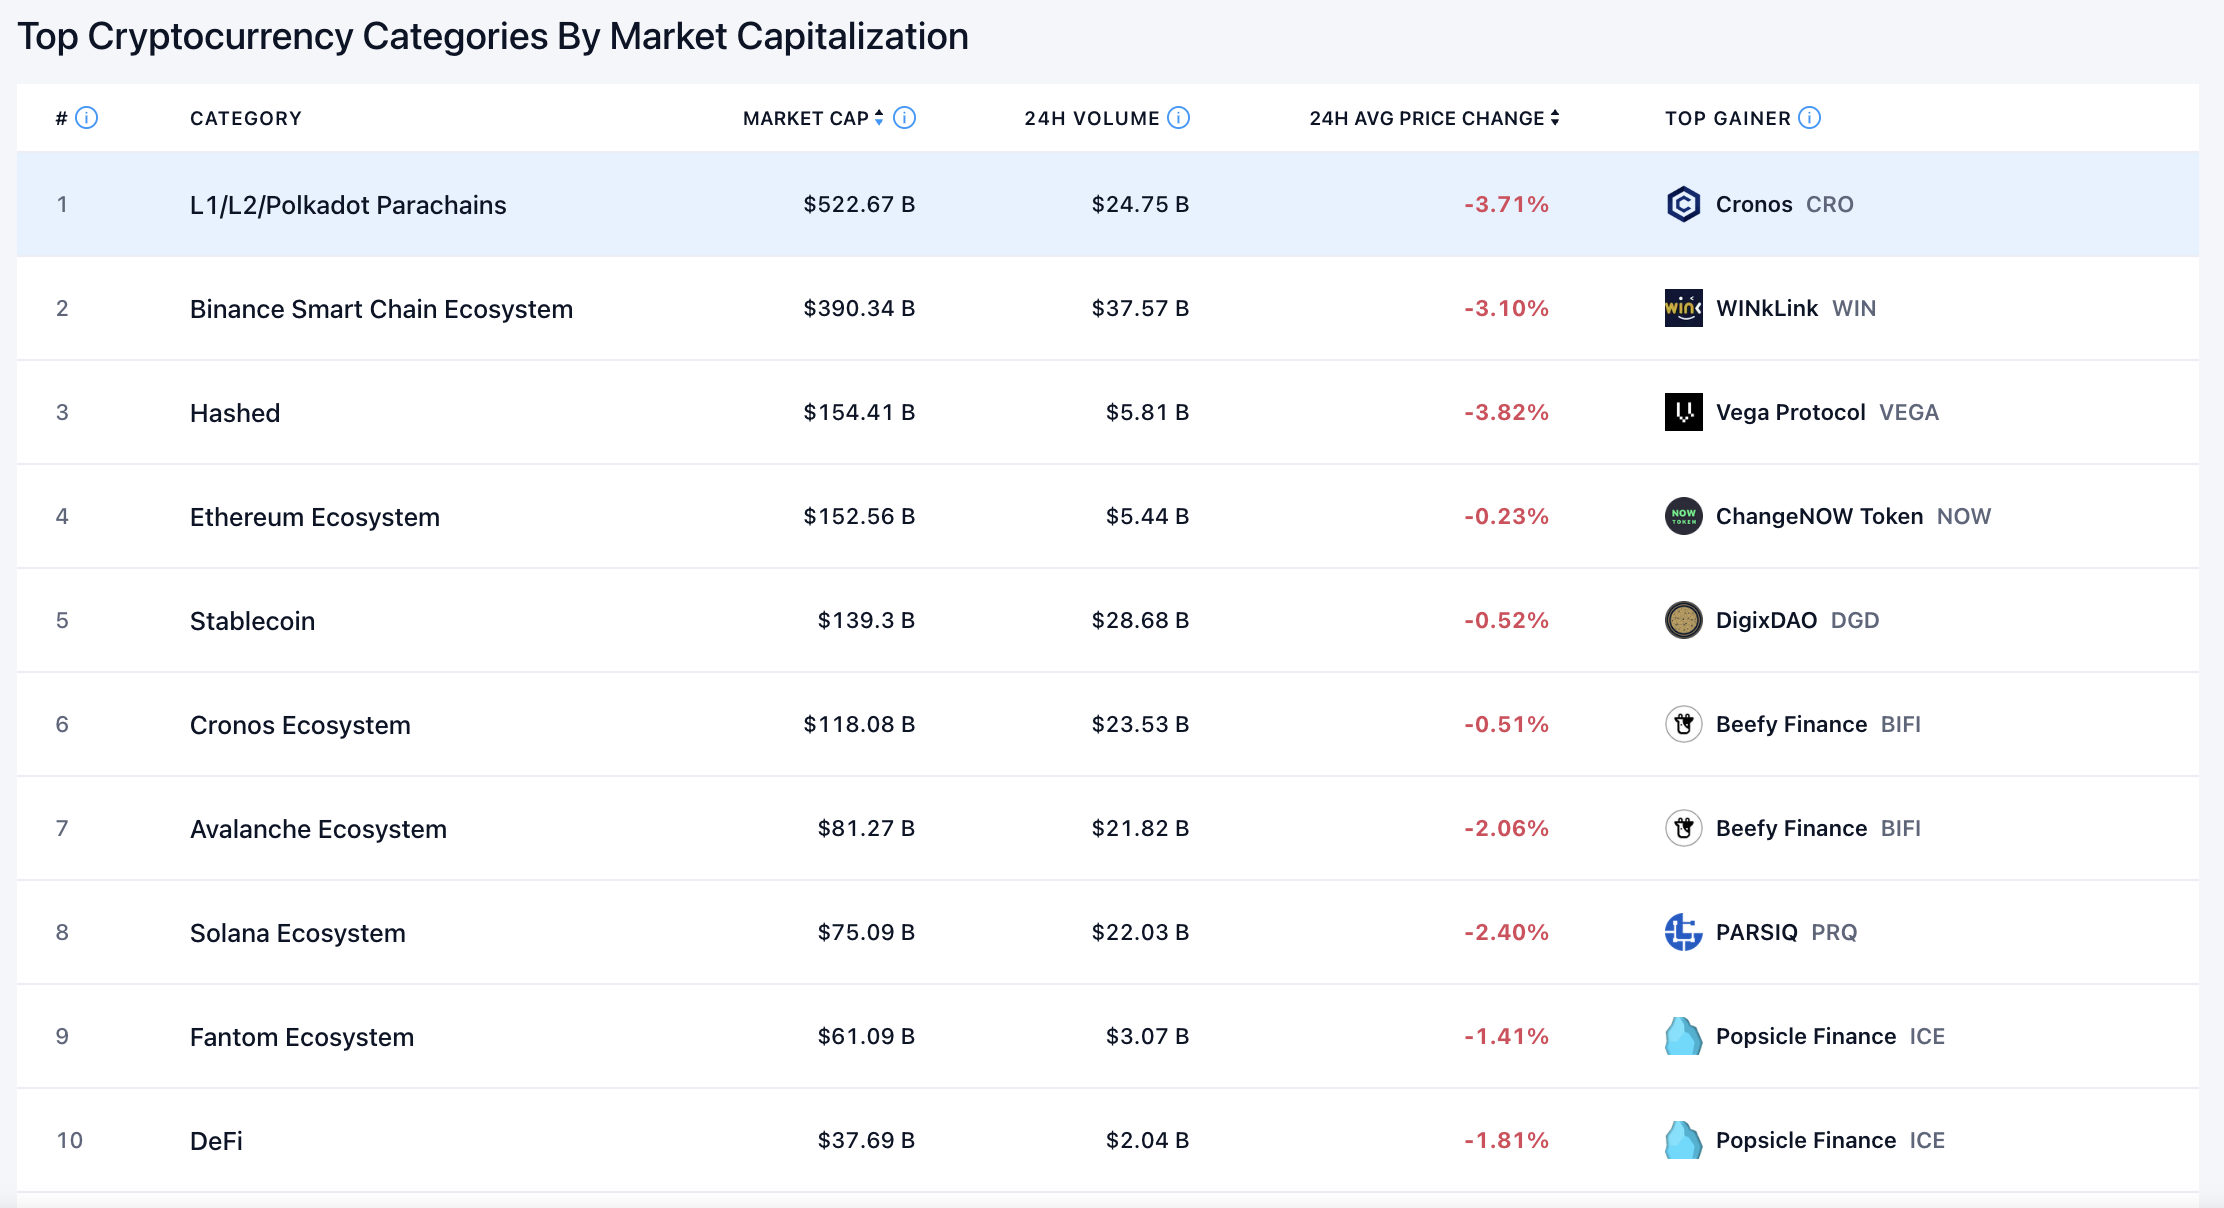 Top Cryptocurrency Categories By Market Capitalization
# CATEGORY MARKET CAP 24H VOLUME 24H AVG PRICE CHANGE TOP GAINER
1 L1/L2/Polkadot Parachains $522.67 B $24.75 B -3.71% Cronos CRO
2 Binance Smart Chain Ecosystem $390.34 B $37.57 B -3.10% WINkLink WIN
3 Hashed $154.41 B $5.81 B -3.82% Vega Protocol VEGA
4 Ethereum Ecosystem $152.56 B $5.44 B -0.23% NOW TOKEN ChangeNOW Token NOW
5 Stablecoin $139.3 B $28.68 B -0.52% DigixDAO DGD
6 Cronos Ecosystem $118.08 B $23.53 B -0.51% Beefy Finance BIFI
7 Avalanche Ecosystem $81.27 B $21.82 B -2.06% Beefy Finance BIFI
8 Solana Ecosystem $75.09 B $22.03 B -2.40% PARSIQ PRQ
9 Fantom Ecosystem $61.09 B $3.07 B -1.41% Popsicle Finance ICE
10 DeFi $37.69 B $2.04 B -1.81% Popsicle Finance ICE